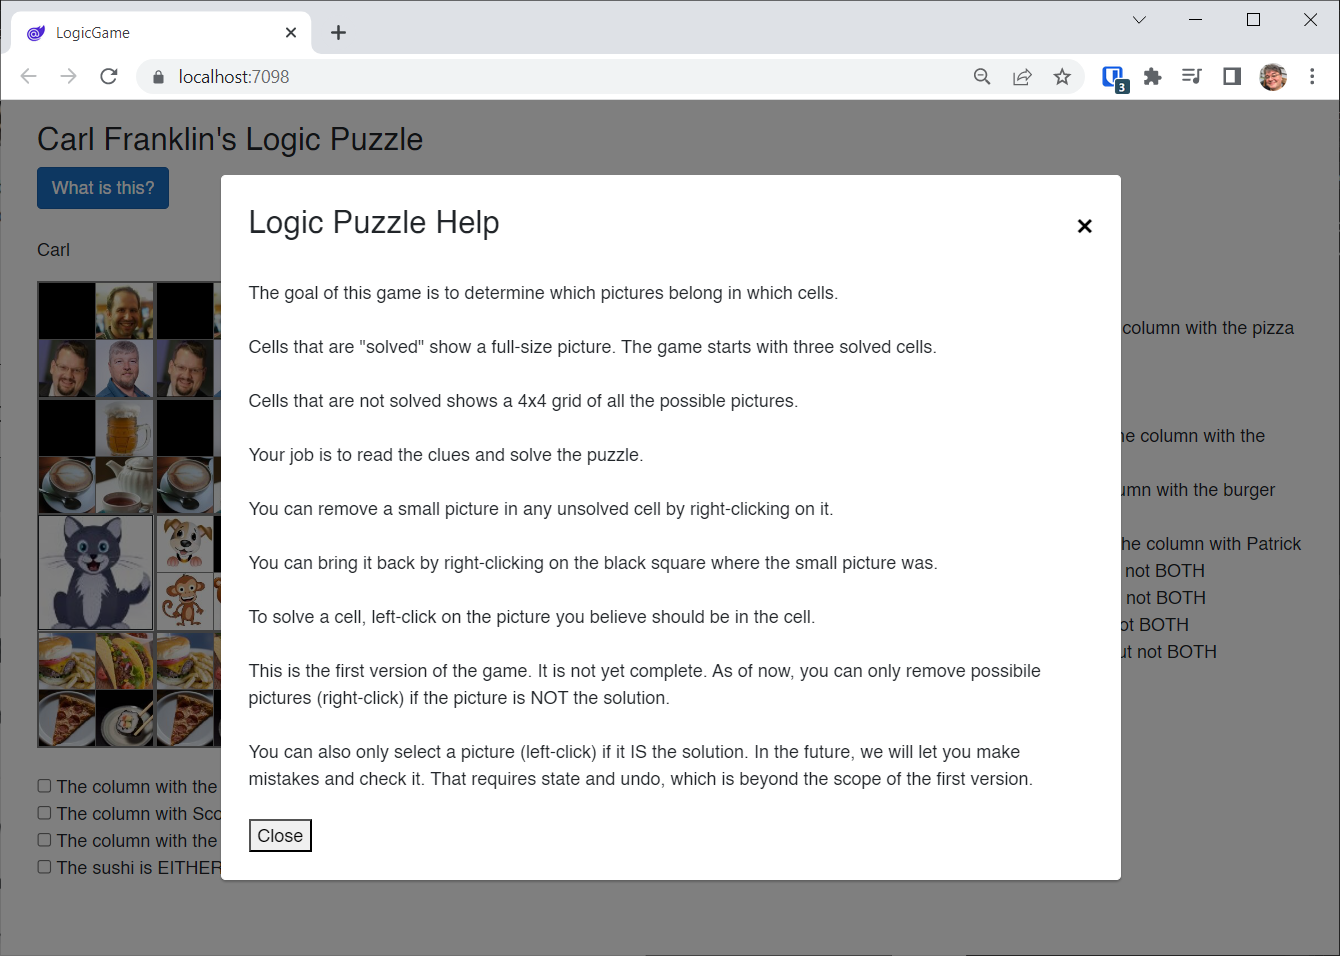 LogicGame
localhost:7098
3
Carl Franklin's Logic Puzzle
What is this?
Carl
Logic Puzzle Help
The goal of this game is to determine which pictures belong in which cells.
column with the pizza
Cells that are "solved" show a full-size picture. The game starts with three solved cells.
Cells that are not solved shows a 4x4 grid of all the possible pictures.
column with the
Your job is to read the clues and solve the puzzle.
with the burger
You can remove a small picture in any unsolved cell by right-clicking on it.
column with Patrick
You can bring it back by right-clicking on the black square where the small picture was.
not BOTH
not BOTH
To solve a cell, left-click on the picture you believe should be in the cell.
BOTH
not BOTH
This is the first version of the game. It is not yet complete. As of now, you can only remove possibile
pictures (right-click) if the picture is NOT the solution.
You can also only select a picture (left-click) if it IS the solution. In the future, we will let you make
mistakes and check it. That requires state and undo, which is beyond the scope of the first version.
The column with the
The column with
The column with the
The sushi is EITHER
Close